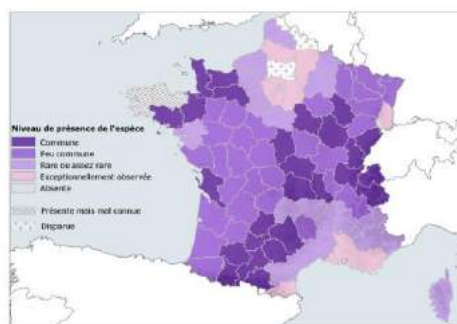 Niveau de présence de l'espèce
Commune
Peu commune
Rare ou assez rare
Exceptionnellement observée
Absente
Présente mais mal connue
Disparue